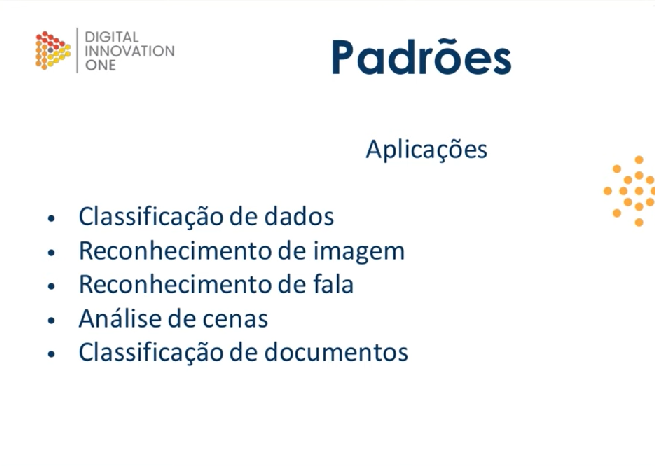 DIGITAL
INNOVATION
ONE
Padrões
Aplicações
• Classificação de dados
• Reconhecimento de imagem
• Reconhecimento de fala
• Análise de cenas
• Classificação de documentos